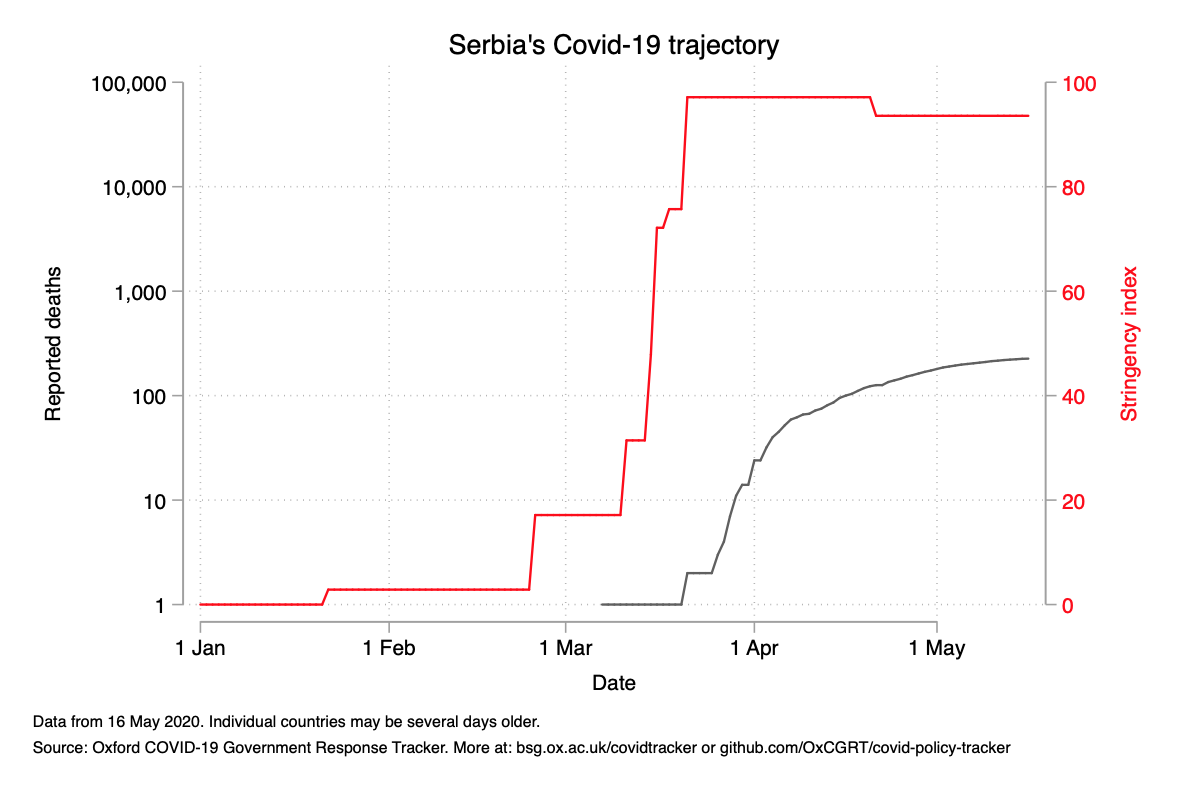 Serbia's Covid-19 trajectory
100,000
10,000
1,000
100
10
1
Reported deaths
100
80
60
40
20
0
Stringency index
1 Jan
1 Feb
1 Mar
1 Apr
1 May
Date
Data from 16 May 2020. Individual countries may be several days older.
Source: Oxford COVID-19 Government Response Tracker. More at: bsg.ox.ac.uk/covidtracker or github.com/OxCGRT/covid-policy-tracker